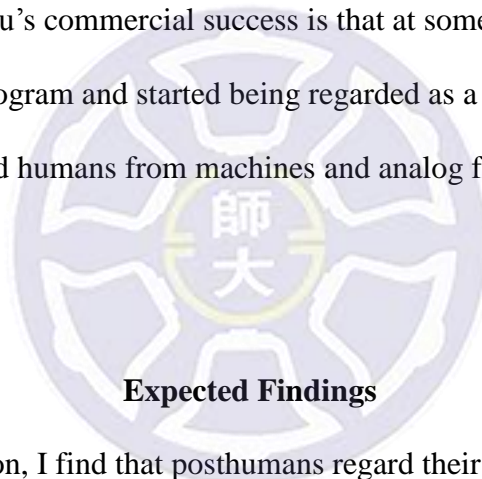 u’s commercial success is that at some
ogram and started being regarded as a
d humans from machines and analog f
師
大
Expected Findings
on, I find that posthumans regard their